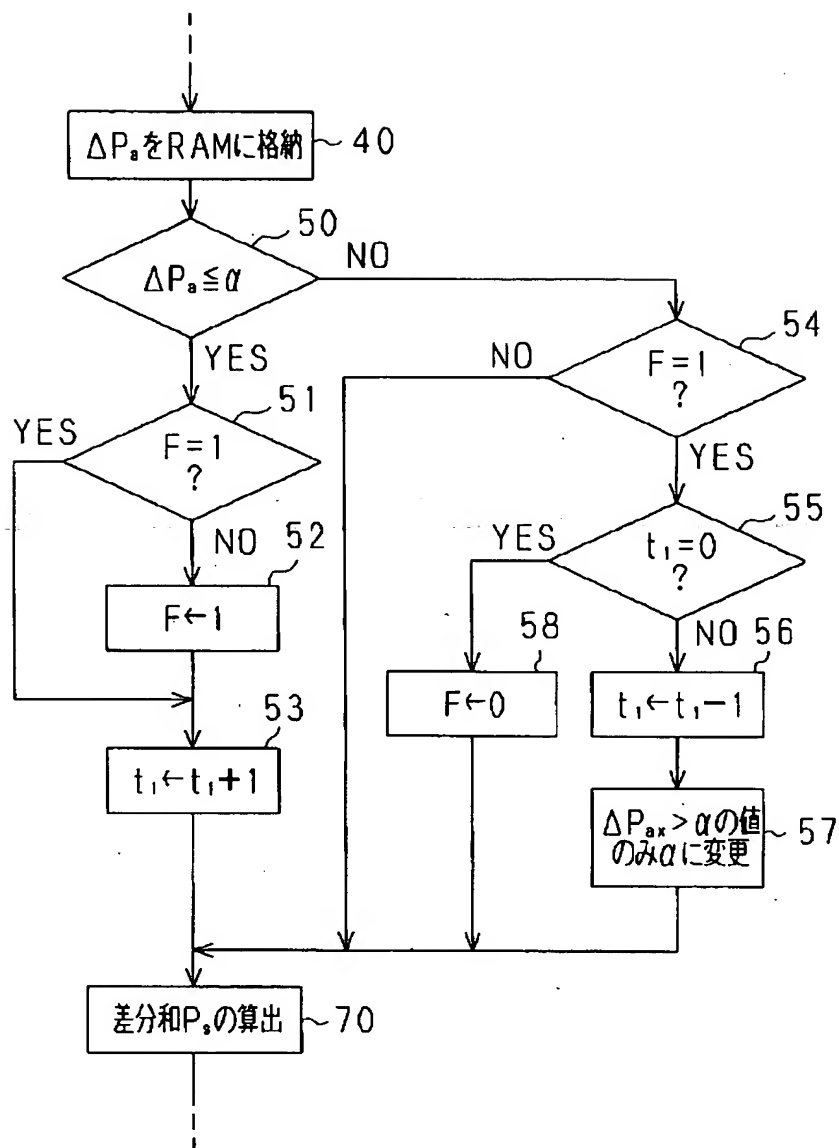 ΔPₐをRAMに格納
40
50
ΔPₐ≦α
NO
YES
54
F=1
?
NO
YES
51
F=1
?
YES
NO
55
t₁=0
?
YES
NO
52
F←1
58
F←0
56
t₁←t₁-1
53
t₁←t₁+1
ΔPₐₓ>αの値
のみαに変更
57
差分和Pₛの算出
70